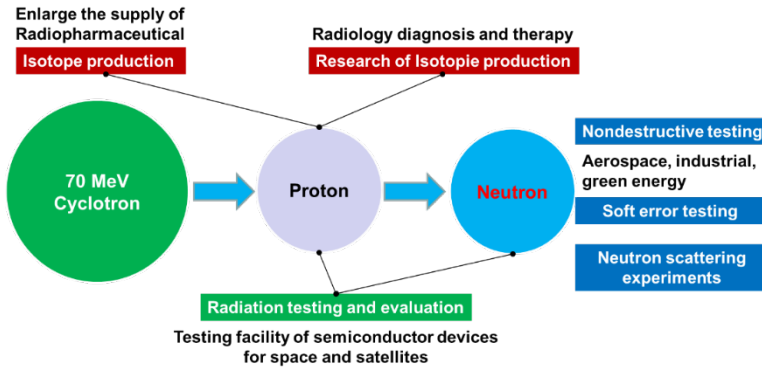 Enlarge the supply of
Radiopharmaceutical
Isotope production
Radiology diagnosis and therapy
Research of Isotopie production
70 MeV
Cyclotron
Proton
Neutron
Nondestructive testing
Aerospace, industrial,
green energy
Soft error testing
Neutron scattering
experiments
Radiation testing and evaluation
Testing facility of semiconductor devices
for space and satellites